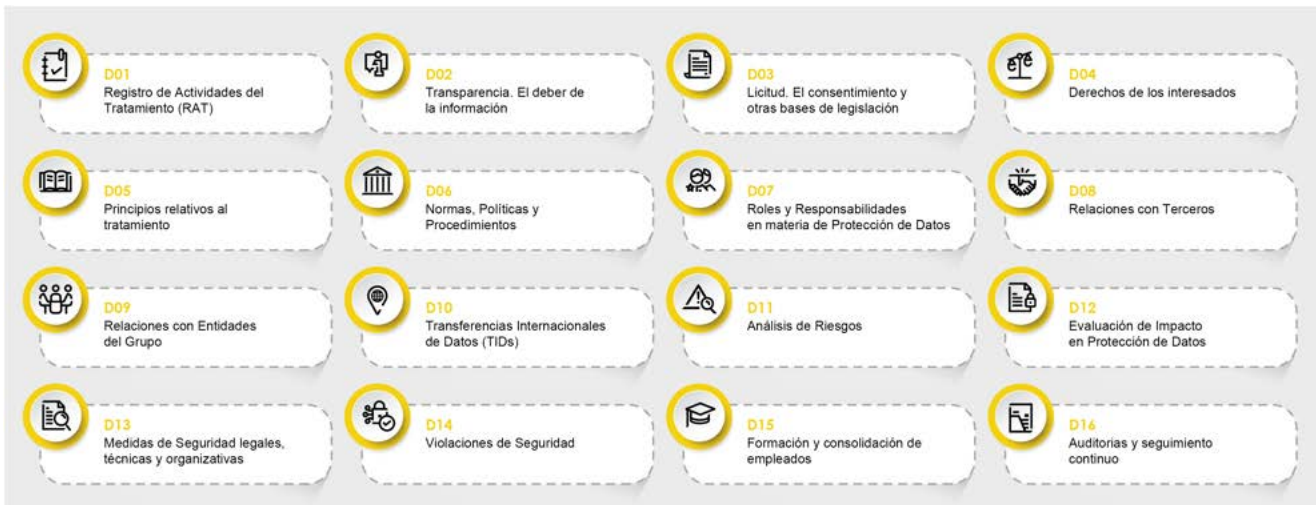 D01
Registro de Actividades del
Tratamiento (RAT)
D02
Transparencia. El deber de
la información
D03
Licitud. El consentimiento y
otras bases de legislación
D04
Derechos de los interesados
D05
Principios relativos al
tratamiento
D06
Normas, Políticas y
Procedimientos
D07
Roles y Responsabilidades
en materia de Protección de Datos
D08
Relaciones con Terceros
D09
Relaciones con Entidades
del Grupo
D10
Transferencias Internacionales
de Datos (TIDs)
D11
Análisis de Riesgos
D12
Evaluación de Impacto
en Protección de Datos
D13
Medidas de Seguridad legales,
técnicas y organizativas
D14
Violaciones de Seguridad
D15
Formación y consolidación de
empleados
D16
Auditorias y seguimiento
continuo